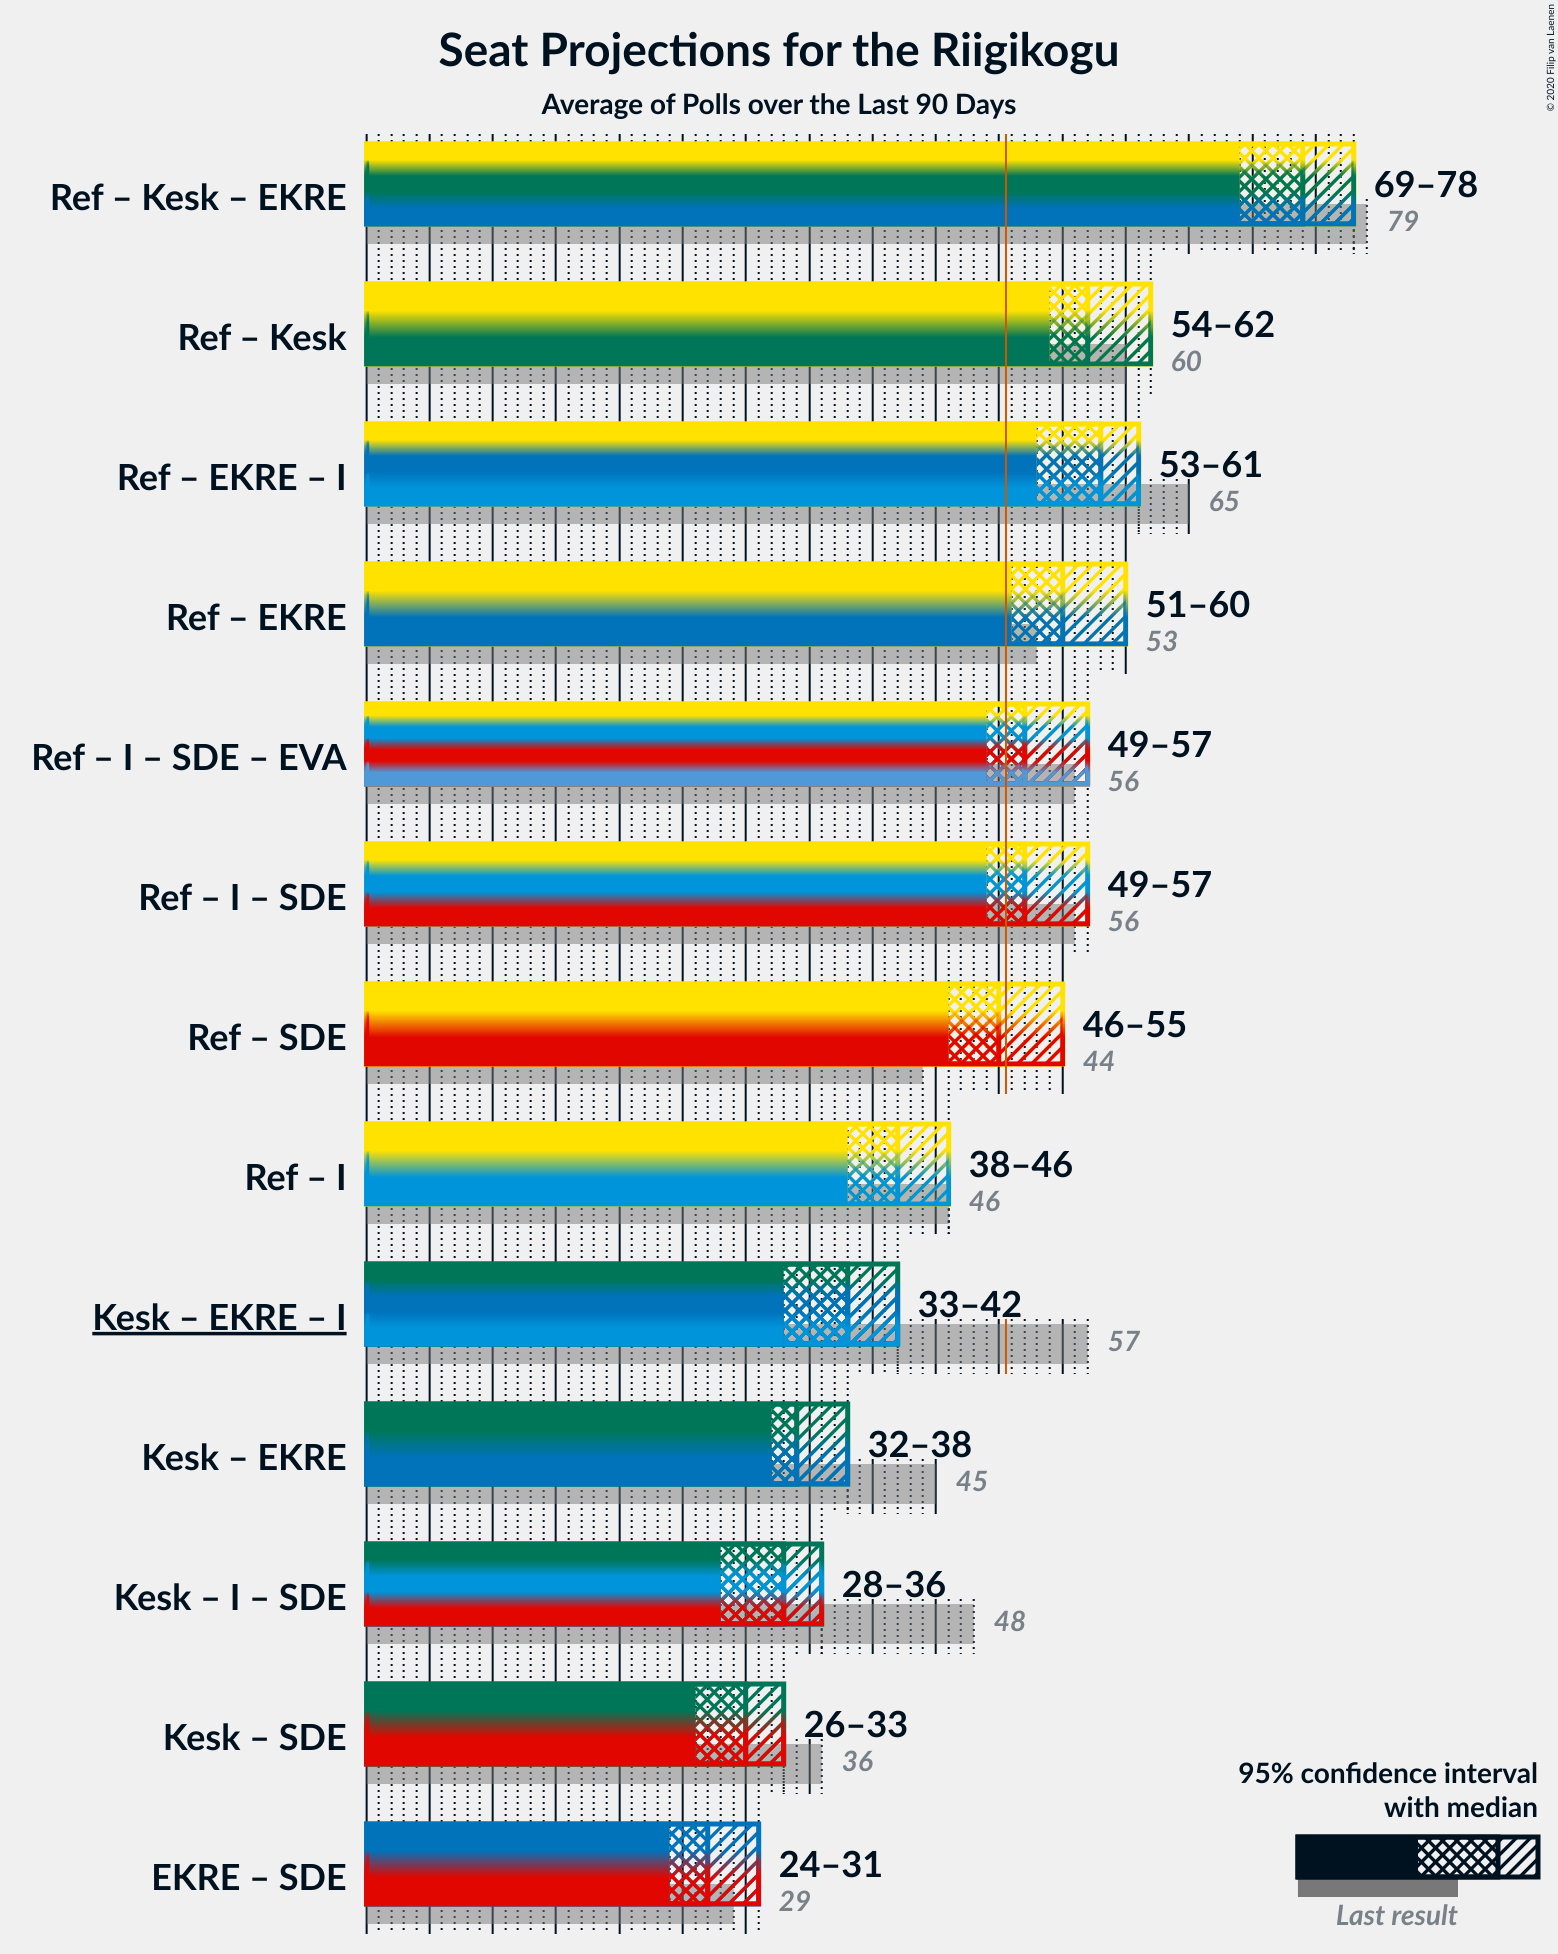 Seat Projections for the Riigikogu
Average of Polls over the Last 90 Days
© 2020 Filip van Laenen
Ref – Kesk – EKRE
69–78
79
Ref – Kesk
54–62
60
Ref – EKRE – I
53–61
65
Ref – EKRE
51–60
53
Ref – I – SDE – EVA
49–57
56
Ref – I – SDE
49–57
56
Ref – SDE
46–55
44
Ref – I
38–46
46
Kesk – EKRE – I
33–42
57
Kesk – EKRE
32–38
45
Kesk – I – SDE
28–36
48
Kesk – SDE
26–33
36
EKRE – SDE
24–31
29
95% confidence interval
with median
Last result